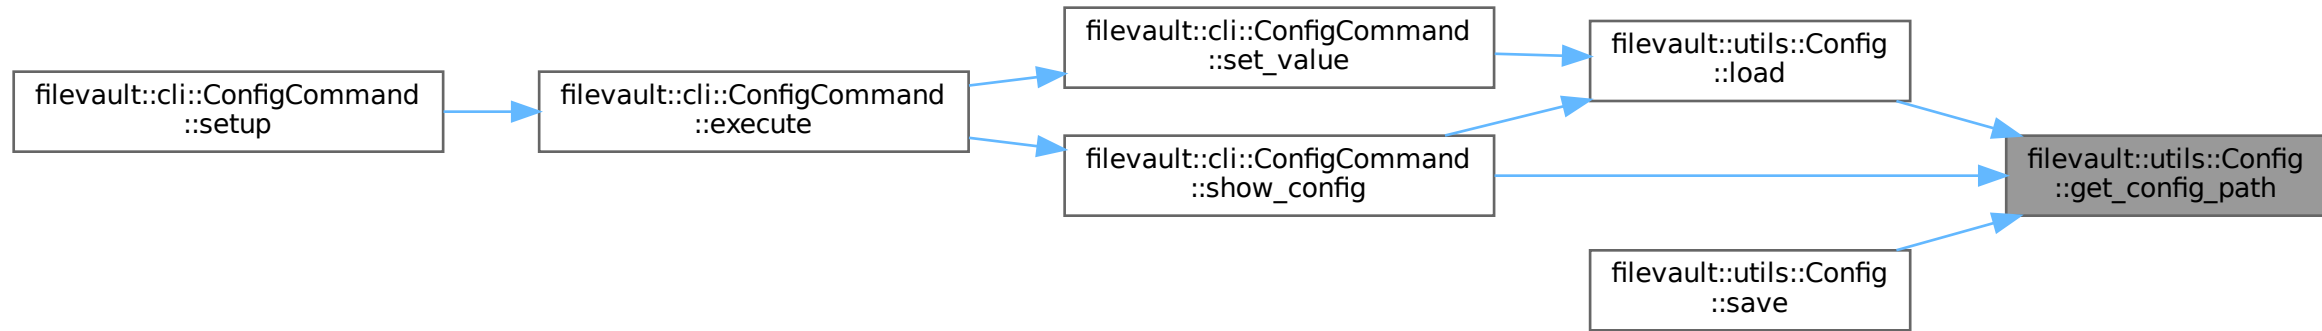 filevault::cli::ConfigCommand
::setup
filevault::cli::ConfigCommand
::execute
filevault::cli::ConfigCommand
::set_value
filevault::cli::ConfigCommand
::show_config
filevault::utils::Config
::load
filevault::utils::Config
::save
filevault::utils::Config
::get_config_path